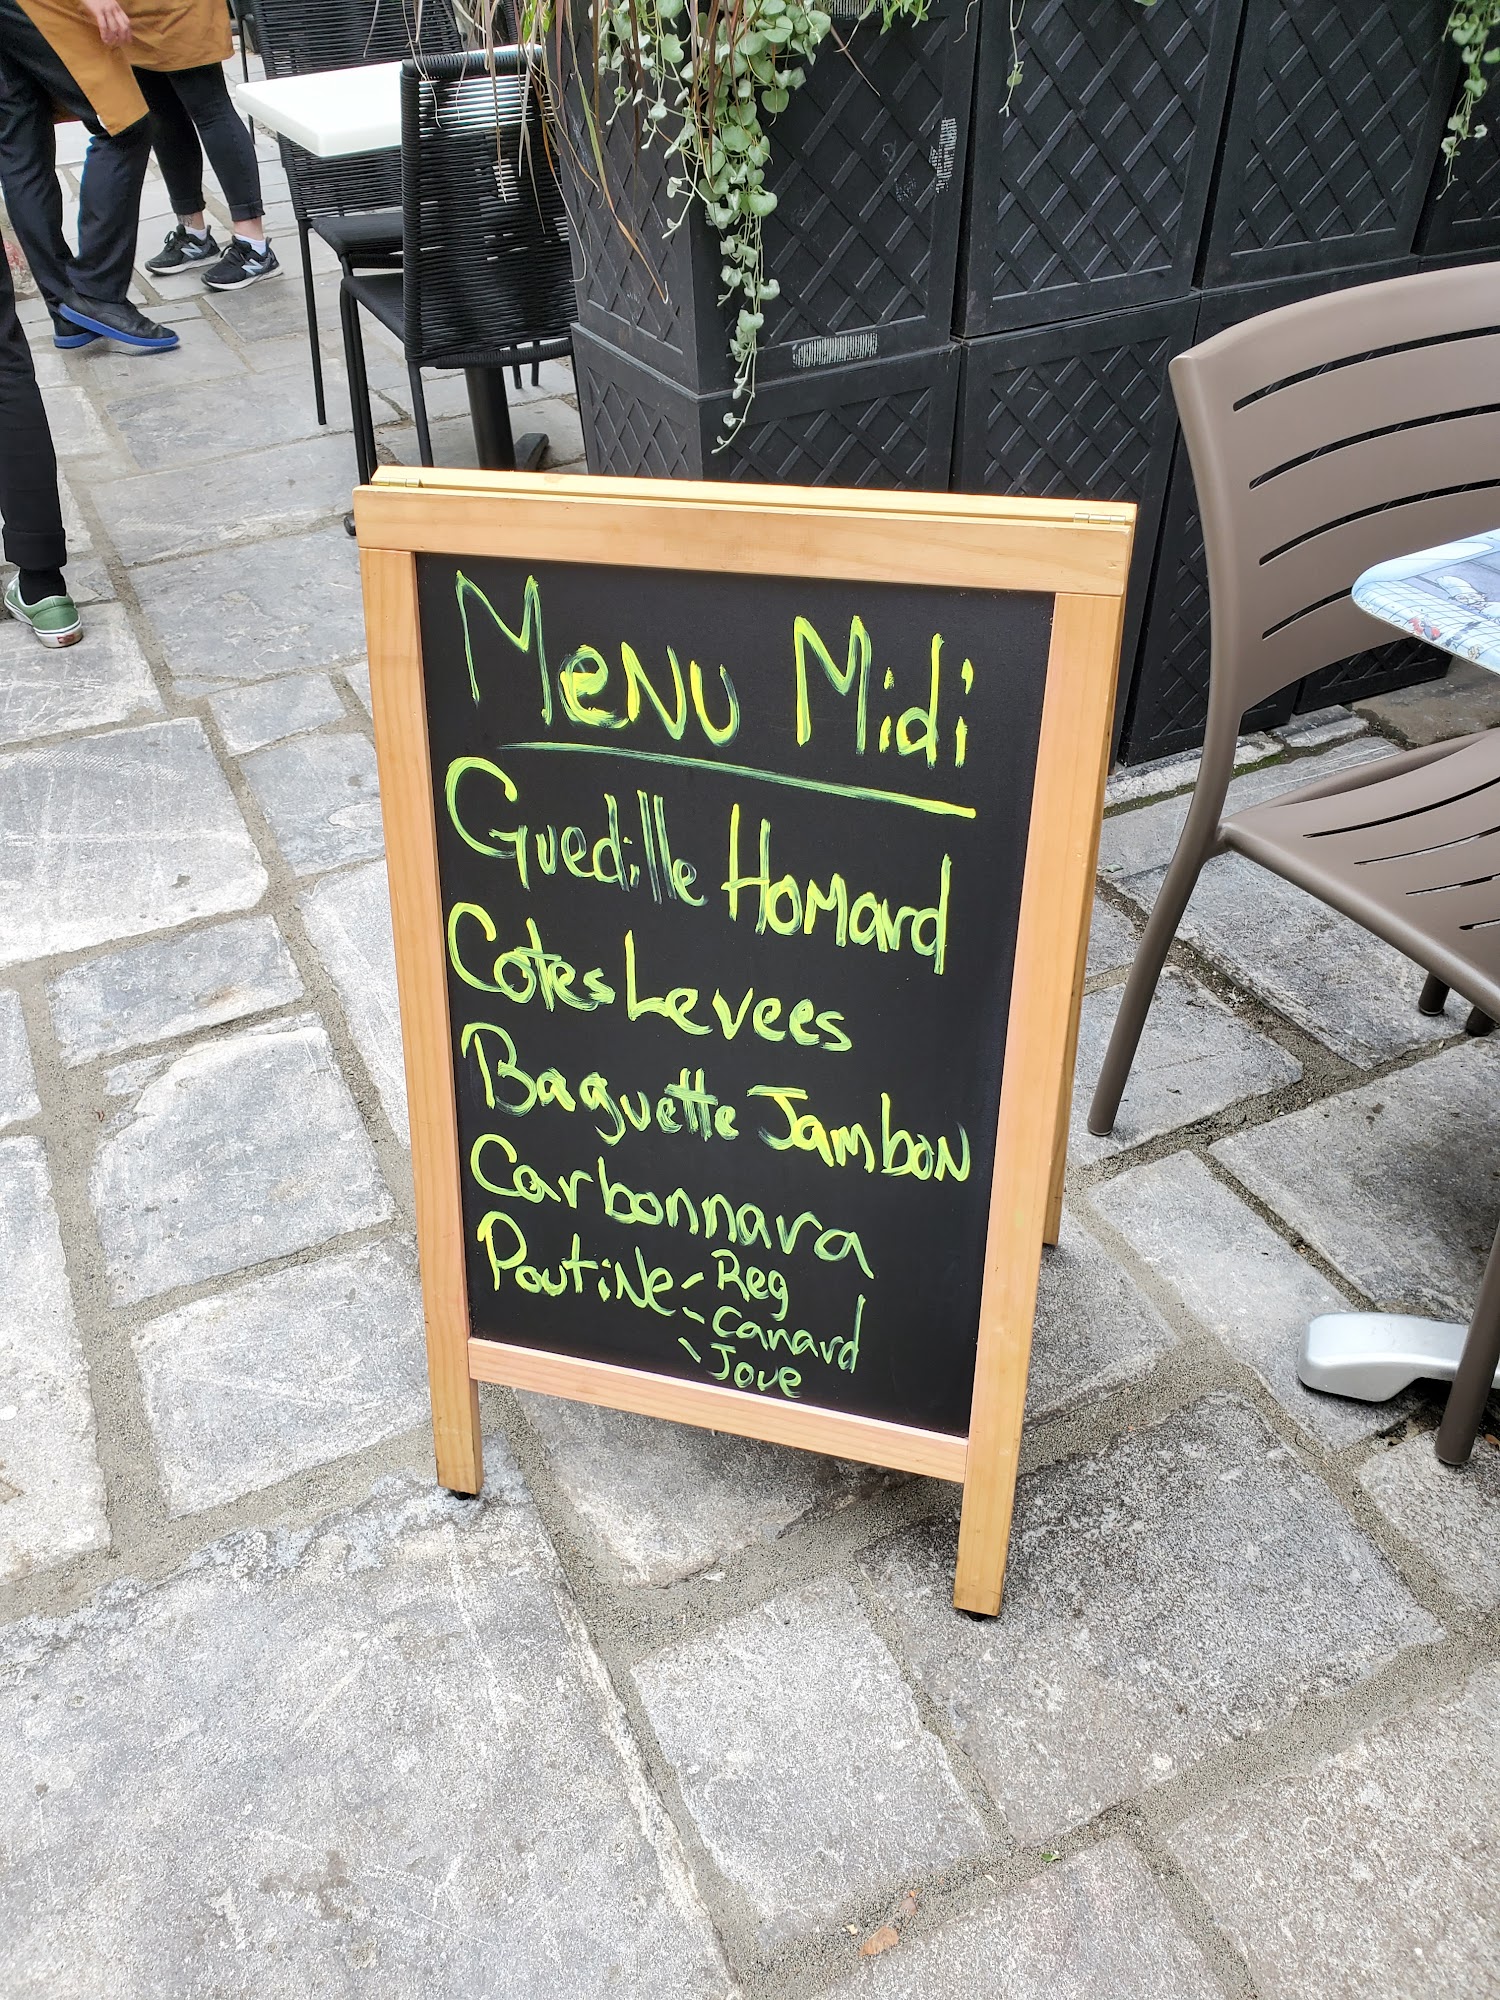 Menu Midi
Guedille Homard
Cotes Levees
Baguette Jambon
Carbonnara
Poutine - Reg
- Canard
- Joue